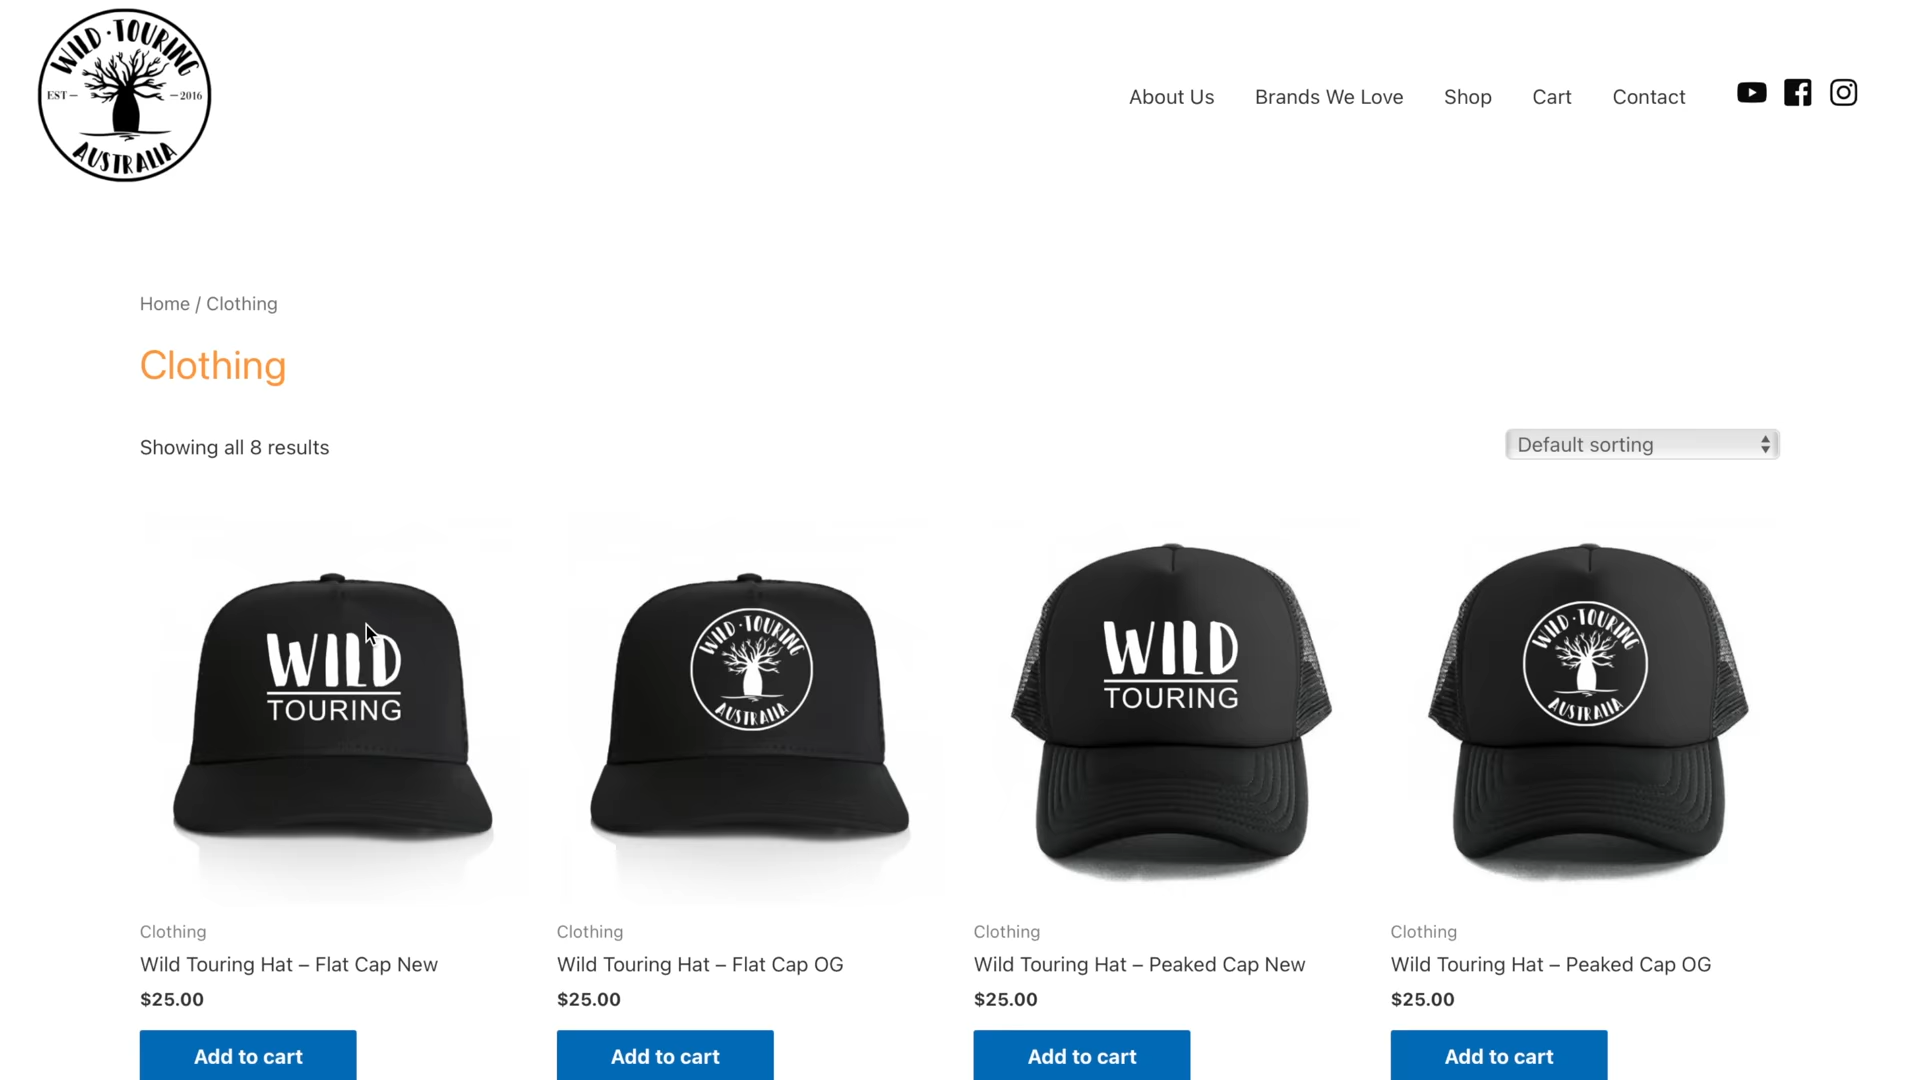 WILD · TOURING
EST — — 2016
AUSTRALIA
About Us
Brands We Love
Shop
Cart
Contact
Home / Clothing
Clothing
Showing all 8 results
Default sorting
WILD
TOURING
WILD · TOURING
AUSTRALIA
WILD
TOURING
WILD · TOURING
AUSTRALIA
Clothing
Wild Touring Hat – Flat Cap New
$25.00
Add to cart
Clothing
Wild Touring Hat – Flat Cap OG
$25.00
Add to cart
Clothing
Wild Touring Hat – Peaked Cap New
$25.00
Add to cart
Clothing
Wild Touring Hat – Peaked Cap OG
$25.00
Add to cart